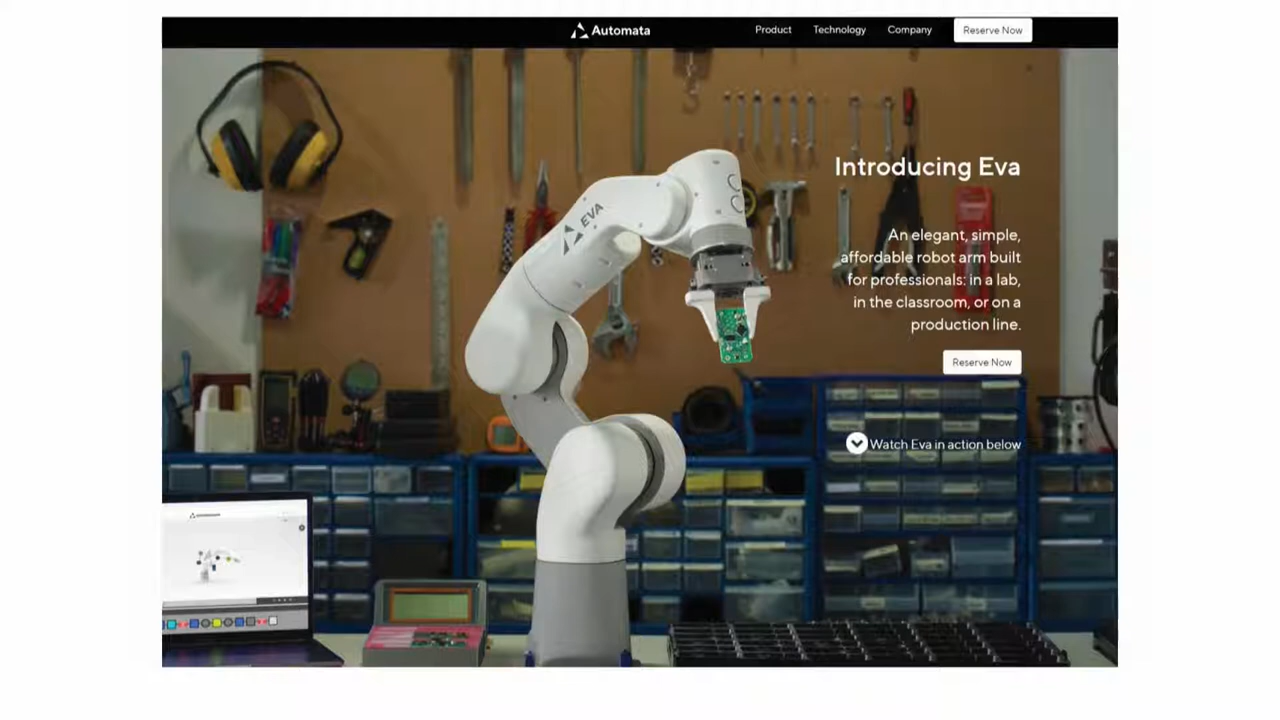 Automata
Product
Technology
Company
Reserve Now
Introducing Eva
EVA
An elegant, simple,
affordable robot arm built
for professionals: in a lab,
in the classroom, or on a
production line.
Reserve Now
Watch Eva in action below